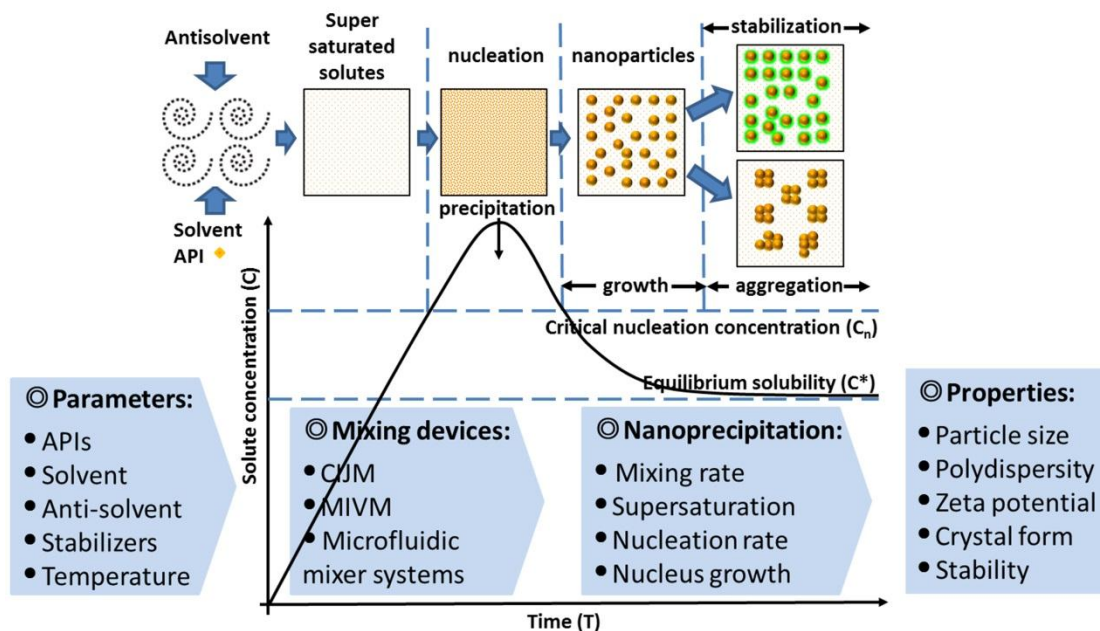 Antisolvent
Super
saturated
solutes
nucleation
nanoparticles
stabilization
Solvent
API
precipitation
growth
aggregation
Critical nucleation concentration (Cn)
Equilibrium solubility (C*)
Solute concentration (C)
Time (T)
◎ Parameters:
● APIs
● Solvent
● Anti-solvent
● Stabilizers
● Temperature
◎ Mixing devices:
● CIJM
● MIVM
● Microfluidic
mixer systems
◎ Nanoprecipitation:
● Mixing rate
● Supersaturation
● Nucleation rate
● Nucleus growth
◎ Properties:
● Particle size
● Polydispersity
● Zeta potential
● Crystal form
● Stability